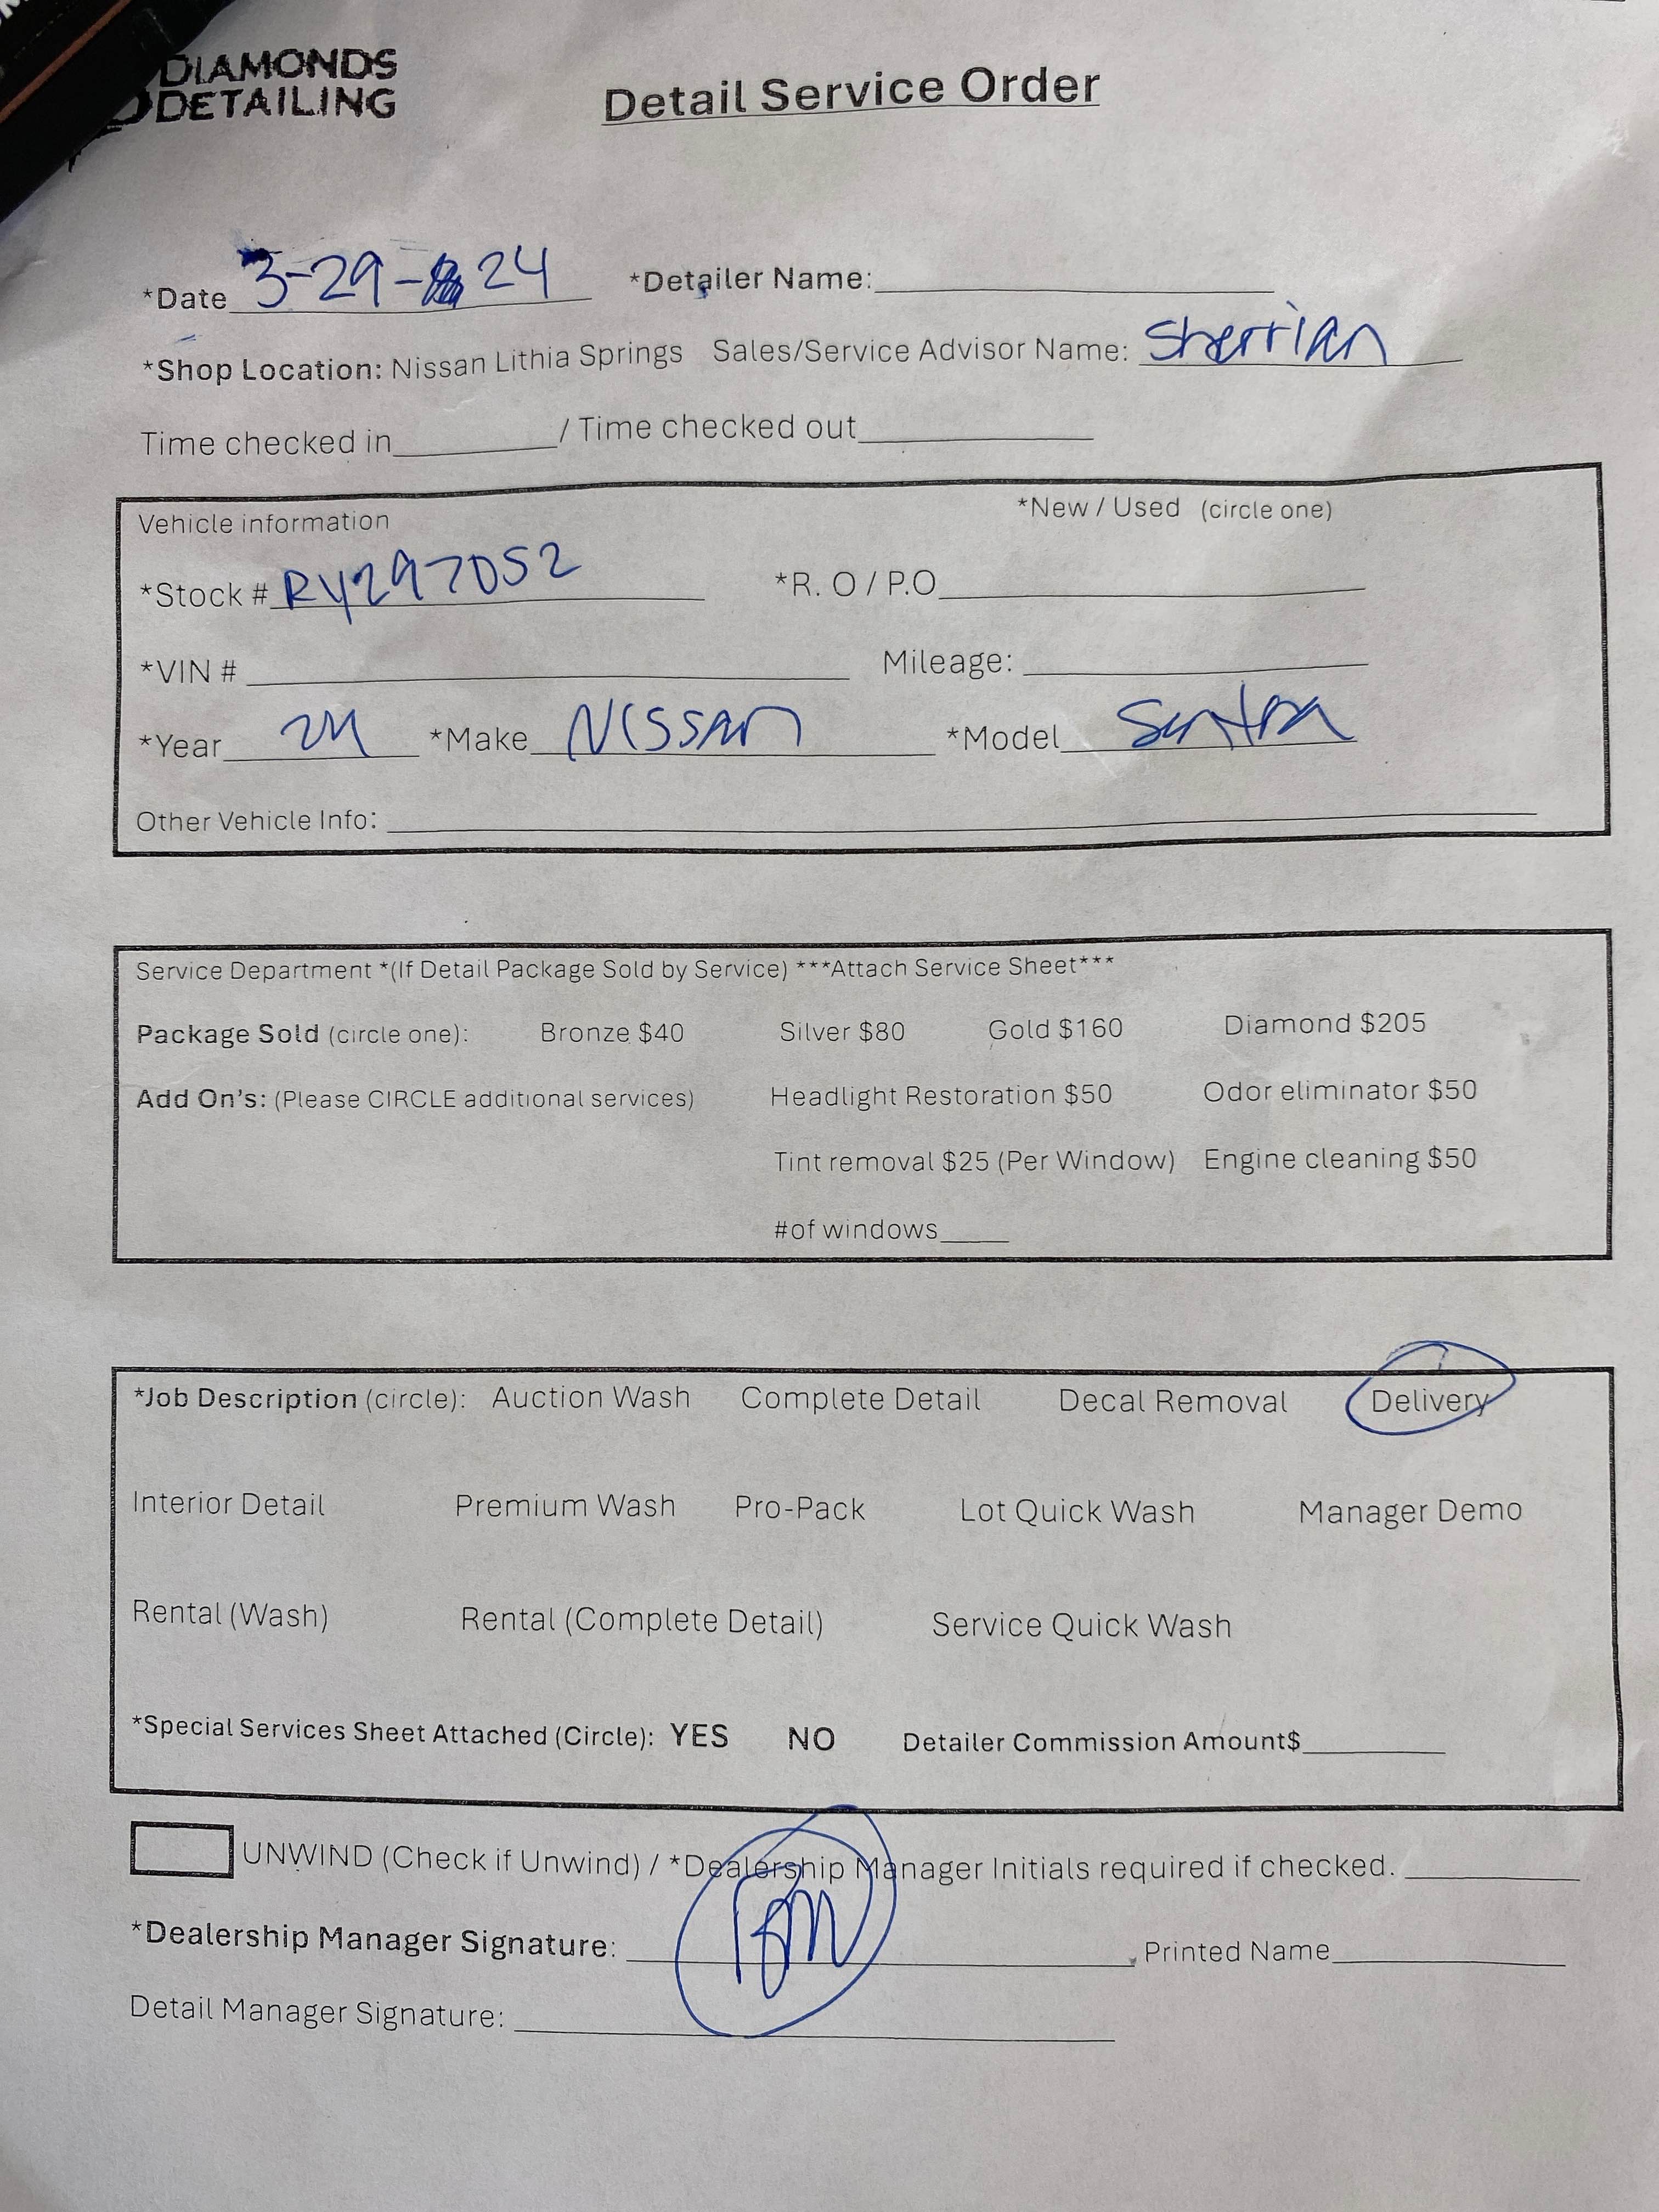 DIAMONDS
DETAILING
Detail Service Order
*Date 3-29-24 *Detailer Name:
*Shop Location: Nissan Lithia Springs Sales/Service Advisor Name: Sherrian
Time checked in / Time checked out
Vehicle information *New / Used (circle one)
*Stock # RY297052 *R. O / P.O
*VIN # Mileage:
*Year 24 *Make NISSAN *Model Sentra
Other Vehicle Info:
Service Department *(If Detail Package Sold by Service) ***Attach Service Sheet***
Package Sold (circle one): Bronze $40 Silver $80 Gold $160 Diamond $205
Add On's: (Please CIRCLE additional services) Headlight Restoration $50 Odor eliminator $50
Tint removal $25 (Per Window) Engine cleaning $50
#of windows
*Job Description (circle): Auction Wash Complete Detail Decal Removal Delivery
Interior Detail Premium Wash Pro-Pack Lot Quick Wash Manager Demo
Rental (Wash) Rental (Complete Detail) Service Quick Wash
*Special Services Sheet Attached (Circle): YES NO Detailer Commission Amount$
UNWIND (Check if Unwind) / *Dealership Manager Initials required if checked.
*Dealership Manager Signature: Printed Name
Detail Manager Signature: